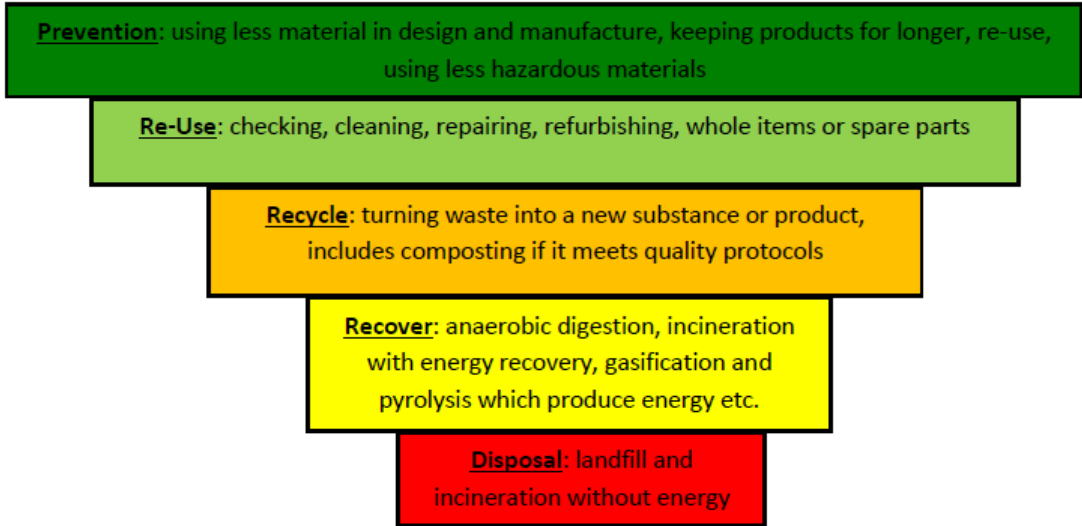 Prevention: using less material in design and manufacture, keeping products for longer, re-use,
using less hazardous materials
Re-Use: checking, cleaning, repairing, refurbishing, whole items or spare parts
Recycle: turning waste into a new substance or product,
includes composting if it meets quality protocols
Recover: anaerobic digestion, incineration
with energy recovery, gasification and
pyrolysis which produce energy etc.
Disposal: landfill and
incineration without energy